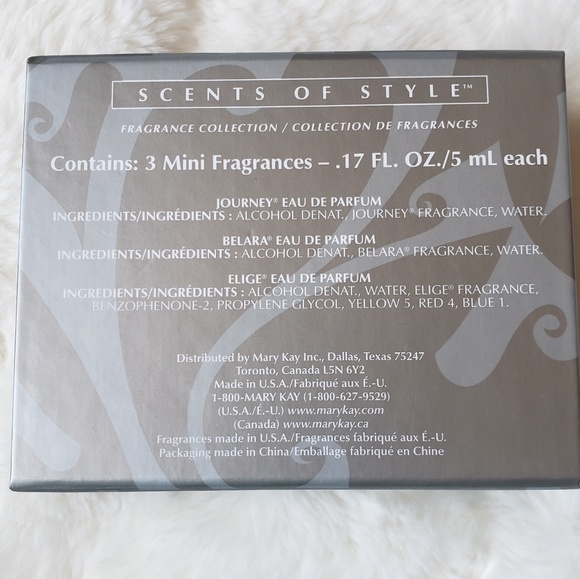 SCENTS OF STYLE™
FRAGRANCE COLLECTION / COLLECTION DE FRAGRANCES
Contains: 3 Mini Fragrances – .17 FL. OZ./5 mL each
JOURNEY® EAU DE PARFUM
INGREDIENTS/INGRÉDIENTS : ALCOHOL DENAT., JOURNEY® FRAGRANCE, WATER.
BELARA® EAU DE PARFUM
INGREDIENTS/INGRÉDIENTS : ALCOHOL DENAT., BELARA® FRAGRANCE, WATER.
ELIGE® EAU DE PARFUM
INGREDIENTS/INGRÉDIENTS : ALCOHOL DENAT., WATER, ELIGE® FRAGRANCE,
BENZOPHENONE-2, PROPYLENE GLYCOL, YELLOW 5, RED 4, BLUE 1.
Distributed by Mary Kay Inc., Dallas, Texas 75247
Toronto, Canada L5N 6Y2
Made in U.S.A./Fabriqué aux É.-U.
1-800-MARY KAY (1-800-627-9529)
(U.S.A./É.-U.) www.marykay.com
(Canada) www.marykay.ca
Fragrances made in U.S.A./Fragrances fabriqué aux É.-U.
Packaging made in China/Emballage fabriqué en Chine